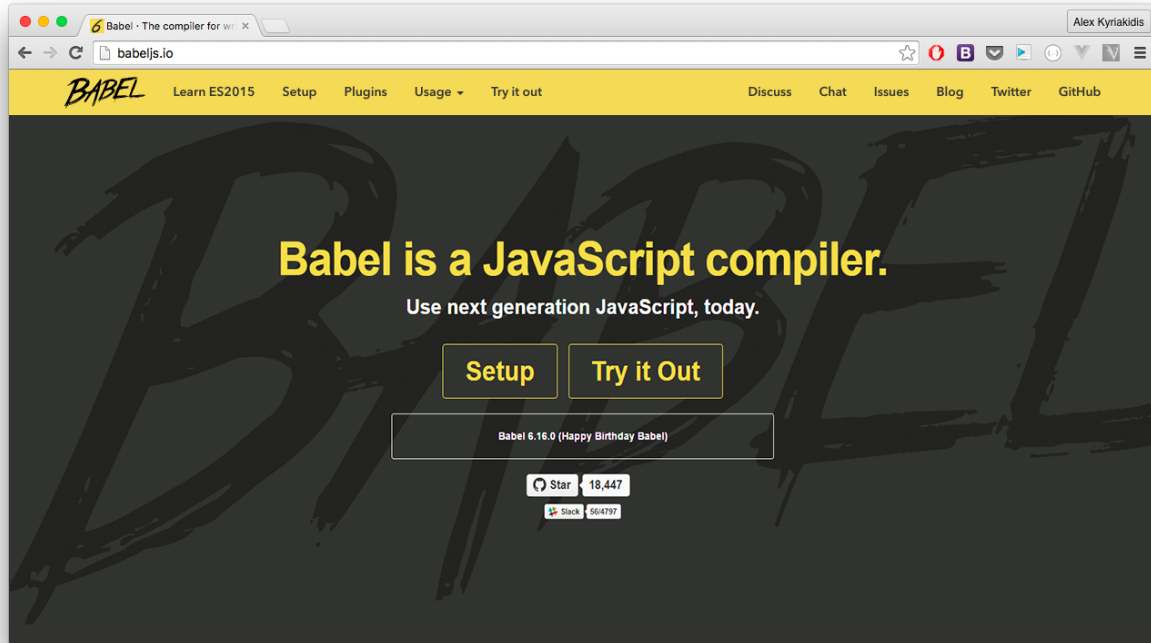 Babel · The compiler for wr
Alex Kyriakidis
babeljs.io
BABEL Learn ES2015 Setup Plugins Usage Try it out Discuss Chat Issues Blog Twitter GitHub
BABEL
Babel is a JavaScript compiler.
Use next generation JavaScript, today.
Setup Try it Out
Babel 6.16.0 (Happy Birthday Babel)
Star 18,447
Slack 56/4797